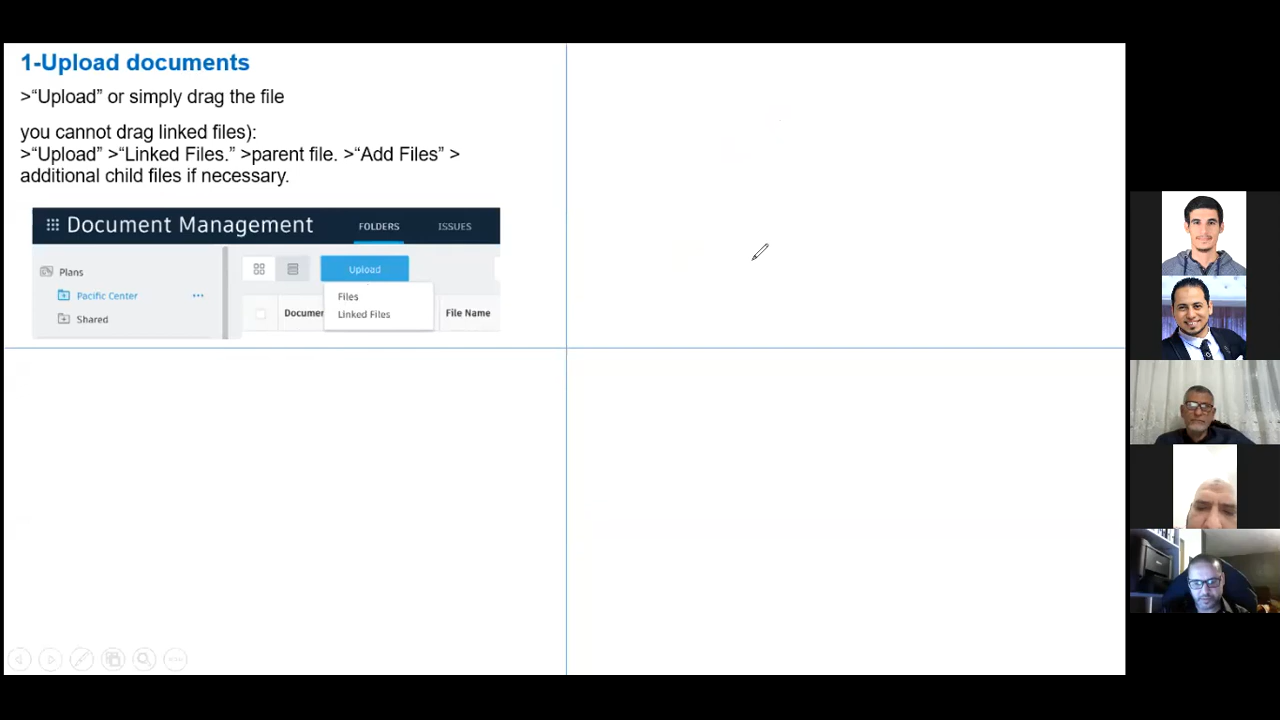 1-Upload documents
>“Upload” or simply drag the file
you cannot drag linked files):
>“Upload” >“Linked Files.” >parent file. >“Add Files” >
additional child files if necessary.
Document Management
FOLDERS
ISSUES
Plans
Upload
Pacific Center
Files
Shared
Documen
Linked Files
File Name